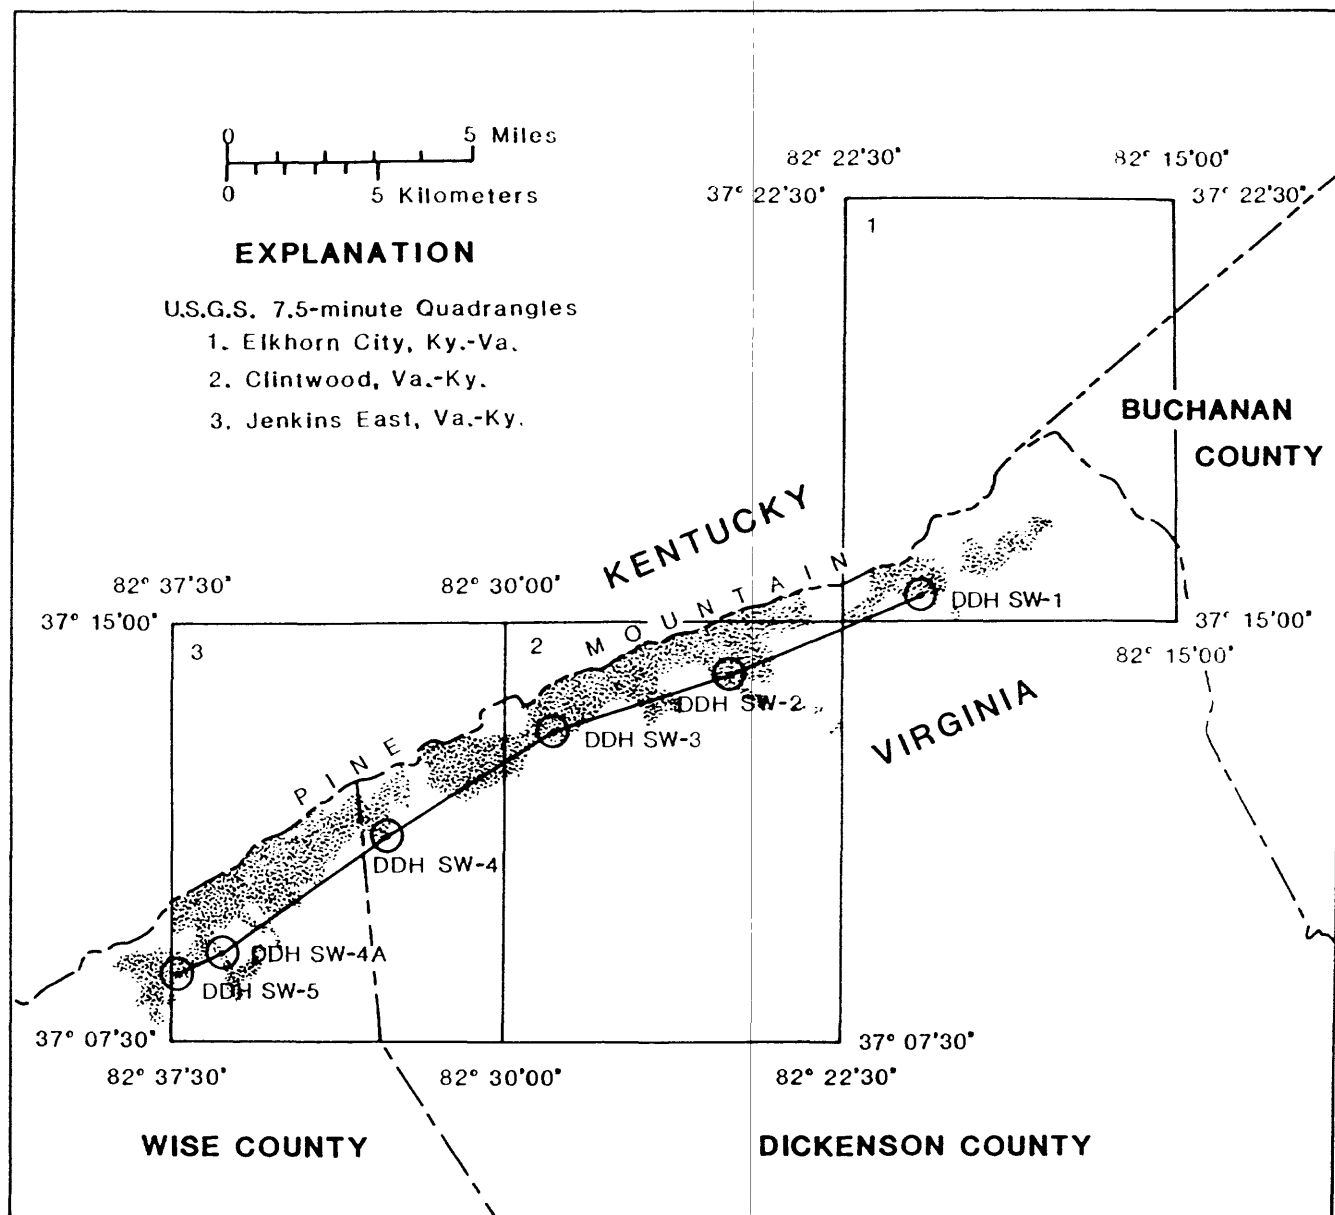 0 5 Miles
0 5 Kilometers
EXPLANATION
U.S.G.S. 7.5-minute Quadrangles
1. Elkhorn City, Ky.-Va.
2. Clintwood, Va.-Ky.
3. Jenkins East, Va.-Ky.
82° 22'30" 82° 15'00"
37° 22'30" 37° 22'30"
1
BUCHANAN
COUNTY
KENTUCKY
PINE MOUNTAIN
82° 37'30" 82° 30'00"
DDH SW-1
37° 15'00" 37° 15'00"
82° 15'00"
3 2
DDH SW-2
VIRGINIA
DDH SW-3
DDH SW-4
DDH SW-4A
DDH SW-5
37° 07'30" 37° 07'30"
82° 37'30" 82° 30'00" 82° 22'30"
WISE COUNTY DICKENSON COUNTY